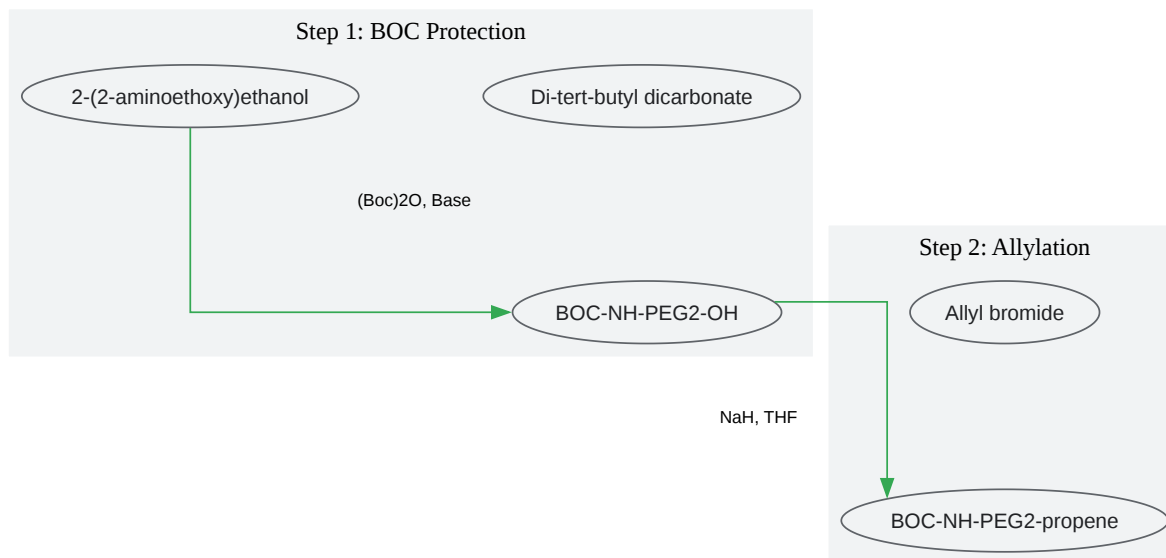 Step 1: BOC Protection
2-(2-aminoethoxy)ethanol
Di-tert-butyl dicarbonate
(Boc)2O, Base
Step 2: Allylation
BOC-NH-PEG2-OH
Allyl bromide
NaH, THF
BOC-NH-PEG2-propene